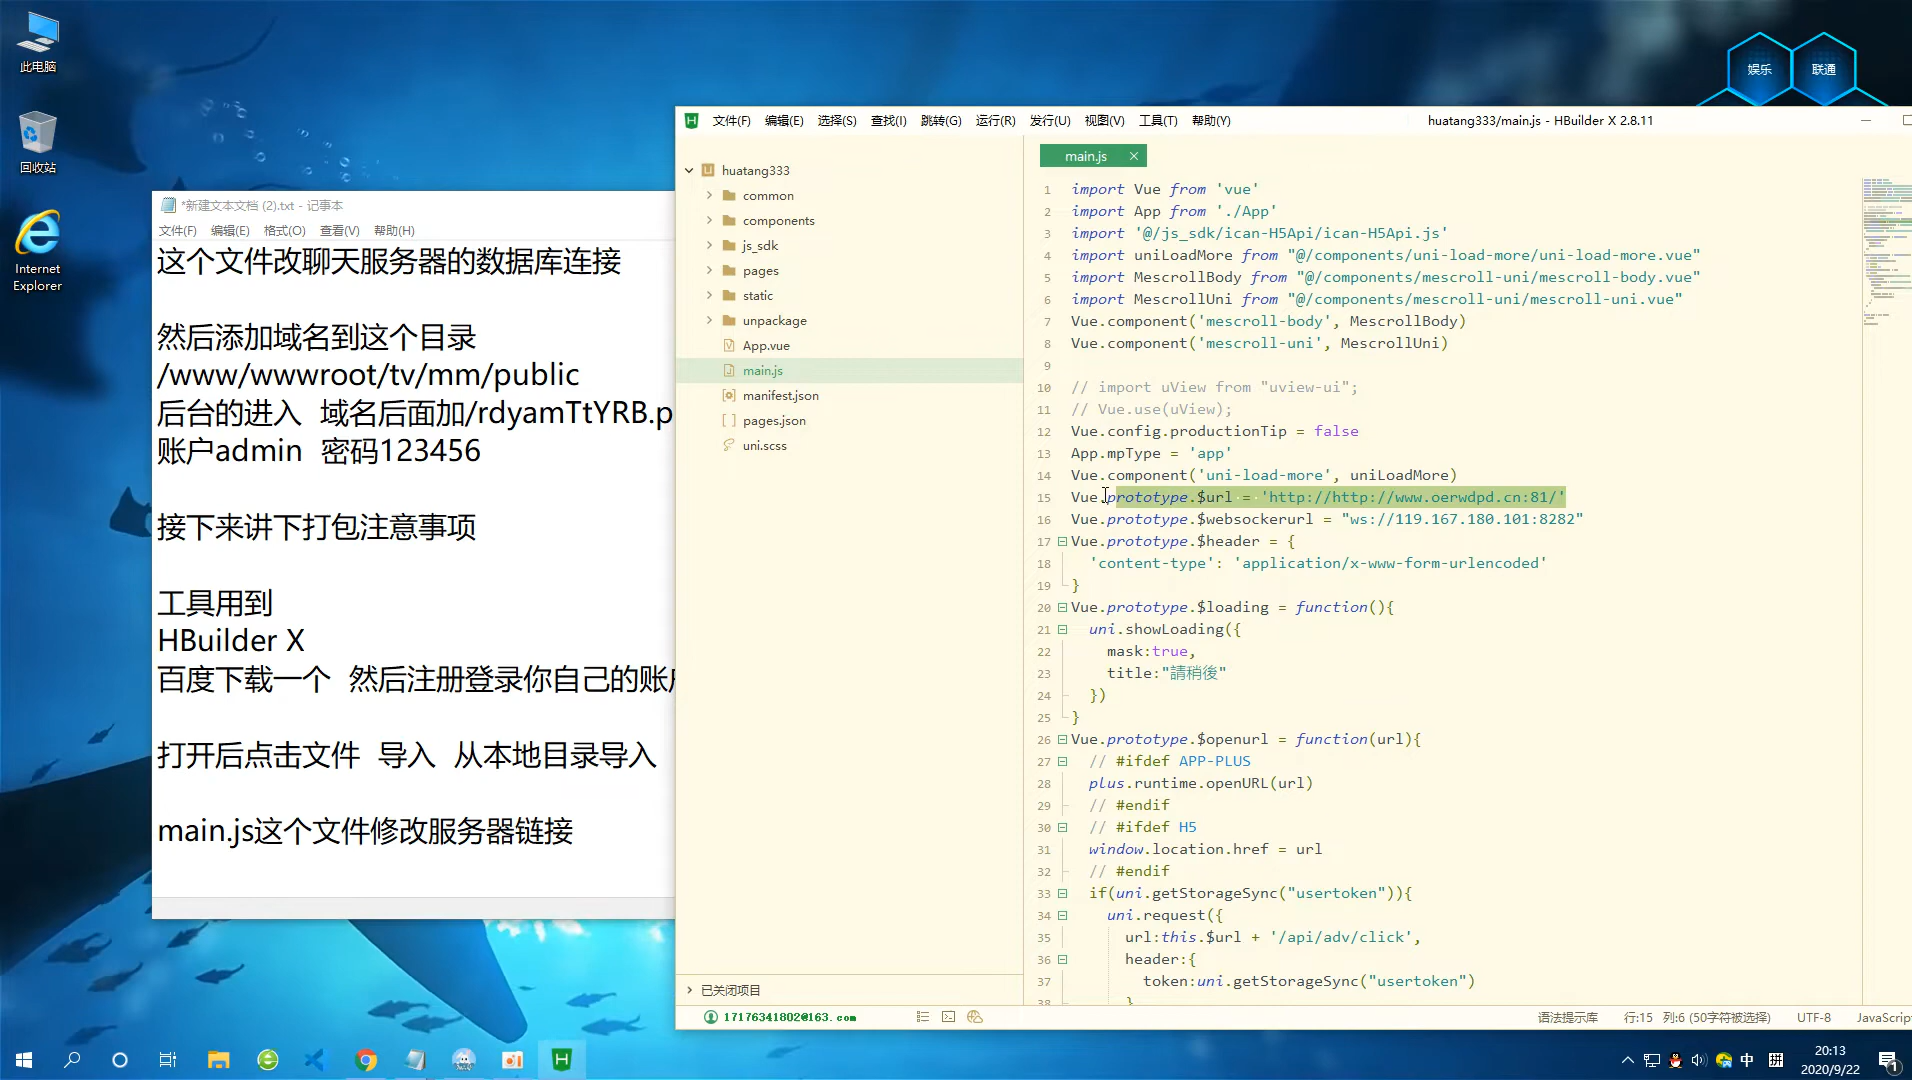 此电脑
回收站
Internet
Explorer
娱乐
联通
*新建文本文档 (2).txt - 记事本
文件(F) 编辑(E) 格式(O) 查看(V) 帮助(H)
这个文件改聊天服务器的数据库连接
然后添加域名到这个目录
/www/wwwroot/tv/mm/public
后台的进入 域名后面加/rdyamTtYRB.p
账户admin 密码123456
接下来讲下打包注意事项
工具用到
HBuilder X
百度下载一个 然后注册登录你自己的账户
打开后点击文件 导入 从本地目录导入
main.js这个文件修改服务器链接
文件(F) 编辑(E) 选择(S) 查找(I) 跳转(G) 运行(R) 发行(U) 视图(V) 工具(T) 帮助(Y)
huatang333/main.js - HBuilder X 2.8.11
huatang333
common
components
js_sdk
pages
static
unpackage
App.vue
main.js
manifest.json
pages.json
uni.scss
已关闭项目
17176341802@163.com
main.js
1 import Vue from 'vue'
2 import App from './App'
3 import '@/js_sdk/ican-H5Api/ican-H5Api.js'
4 import uniLoadMore from "@/components/uni-load-more/uni-load-more.vue"
5 import MescrollBody from "@/components/mescroll-uni/mescroll-body.vue"
6 import MescrollUni from "@/components/mescroll-uni/mescroll-uni.vue"
7 Vue.component('mescroll-body', MescrollBody)
8 Vue.component('mescroll-uni', MescrollUni)
9
10 // import uView from "uview-ui";
11 // Vue.use(uView);
12 Vue.config.productionTip = false
13 App.mpType = 'app'
14 Vue.component('uni-load-more', uniLoadMore)
15 Vue.prototype.$url = 'http://http://www.oerwdpd.cn:81/'
16 Vue.prototype.$websockerurl = "ws://119.167.180.101:8282"
17 Vue.prototype.$header = {
18 'content-type': 'application/x-www-form-urlencoded'
19 }
20 Vue.prototype.$loading = function(){
21 uni.showLoading({
22 mask:true,
23 title:"請稍後"
24 })
25 }
26 Vue.prototype.$openurl = function(url){
27 // #ifdef APP-PLUS
28 plus.runtime.openURL(url)
29 // #endif
30 // #ifdef H5
31 window.location.href = url
32 // #endif
33 if(uni.getStorageSync("usertoken")){
34 uni.request({
35 url:this.$url + '/api/adv/click',
36 header:{
37 token:uni.getStorageSync("usertoken")
38 }
语法提示库 行:15 列:6 (50字符被选择) UTF-8 JavaScrip
中 拼
20:13
2020/9/22
1